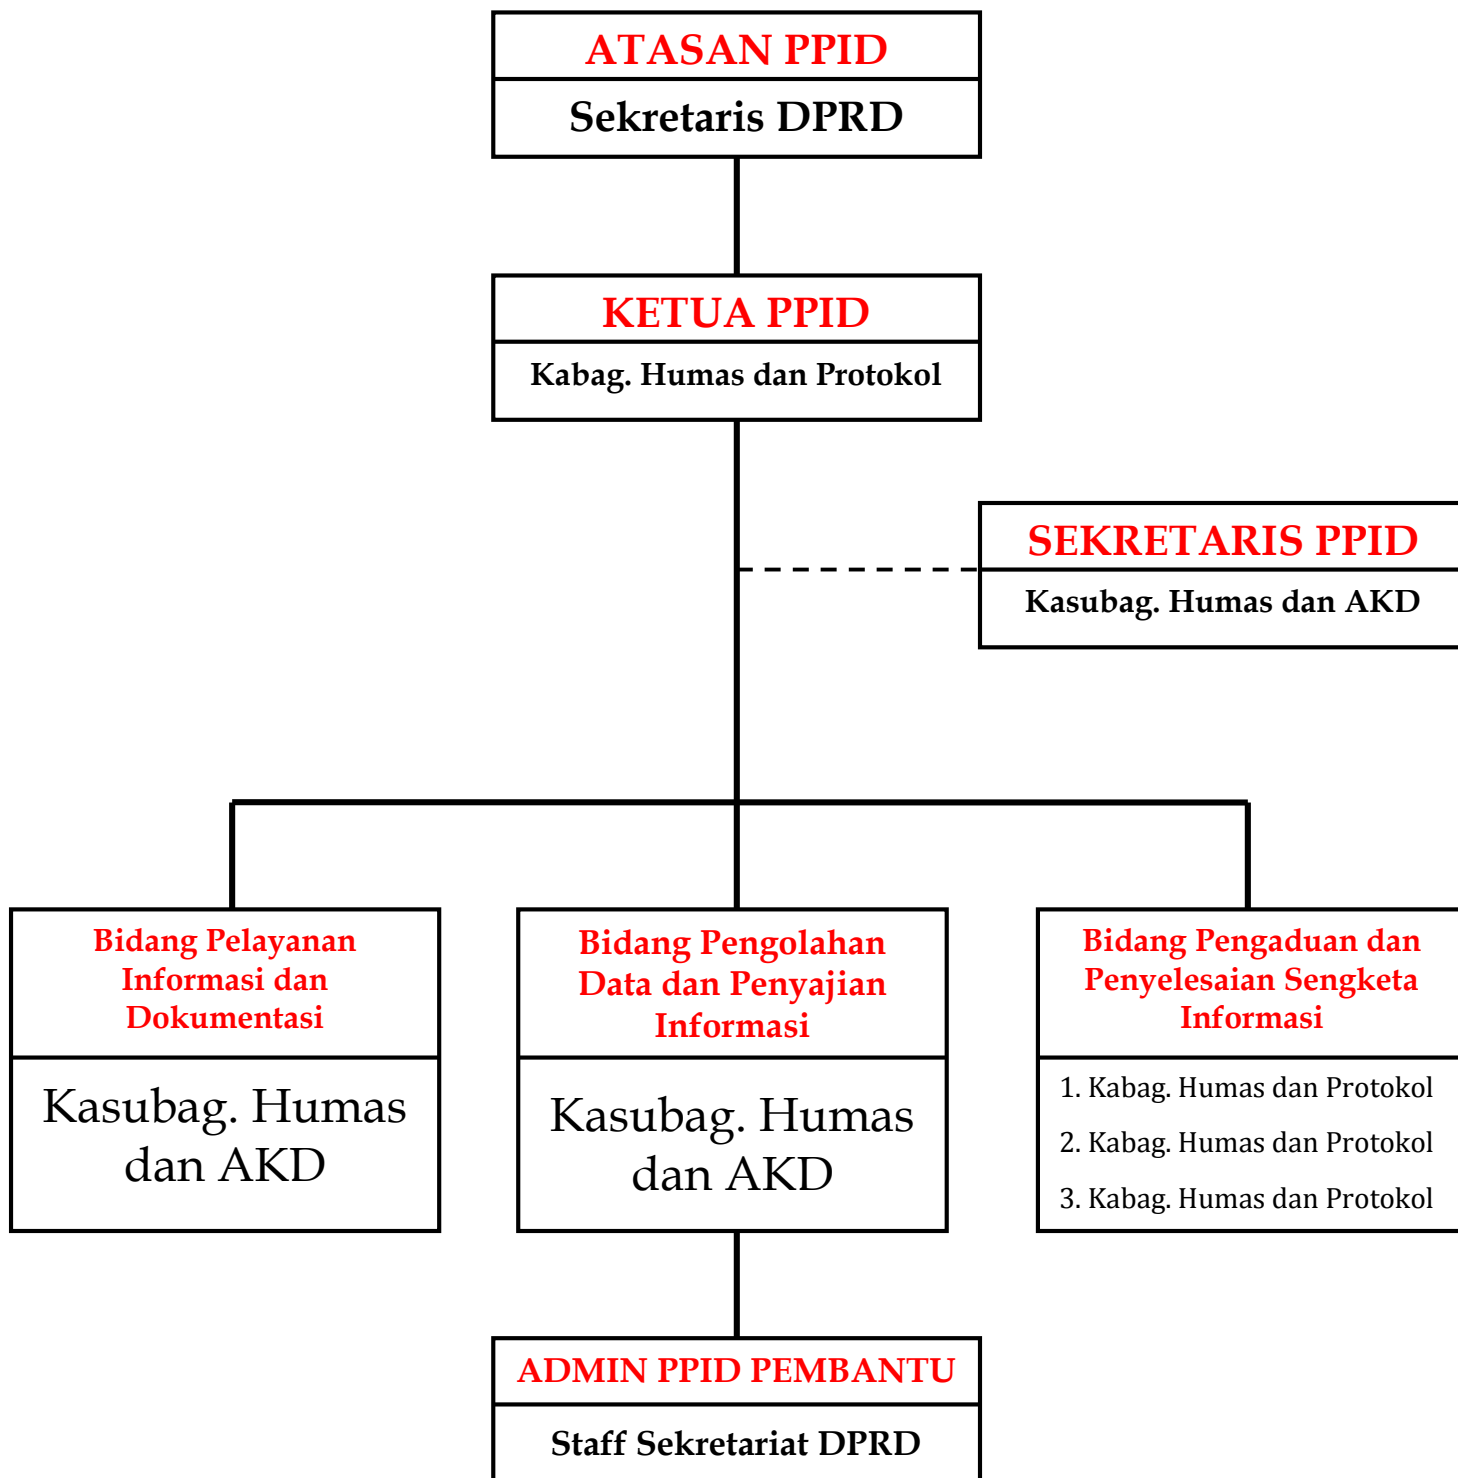 ATASAN PPID
Sekretaris DPRD
KETUA PPID
Kabag. Humas dan Protokol
SEKRETARIS PPID
Kasubag. Humas dan AKD
Bidang Pelayanan
Informasi dan
Dokumentasi
Kasubag. Humas
dan AKD
Bidang Pengolahan
Data dan Penyajian
Informasi
Kasubag. Humas
dan AKD
Bidang Pengaduan dan
Penyelesaian Sengketa
Informasi
1. Kabag. Humas dan Protokol
2. Kabag. Humas dan Protokol
3. Kabag. Humas dan Protokol
ADMIN PPID PEMBANTU
Staff Sekretariat DPRD